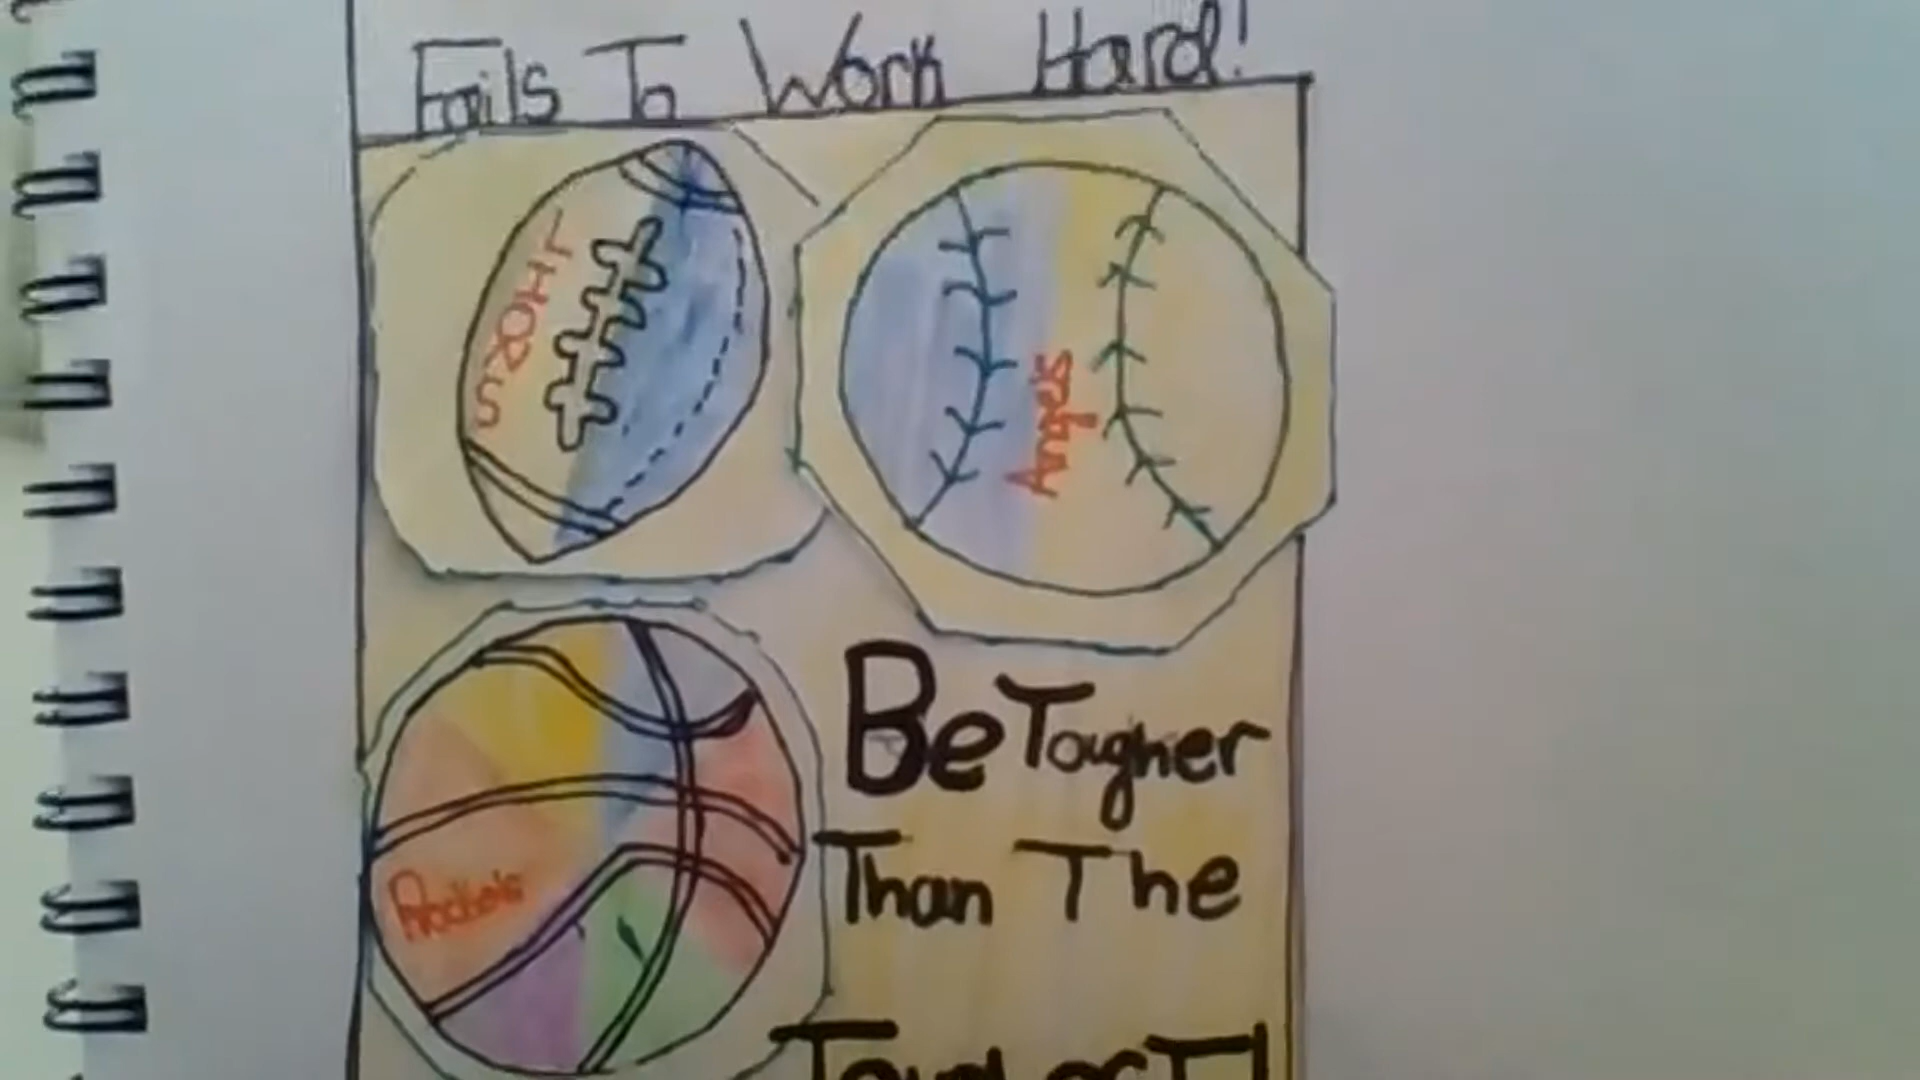 Fails To Work Hard!
LIONS
Angels
Be Tougher
Than The
Rockets